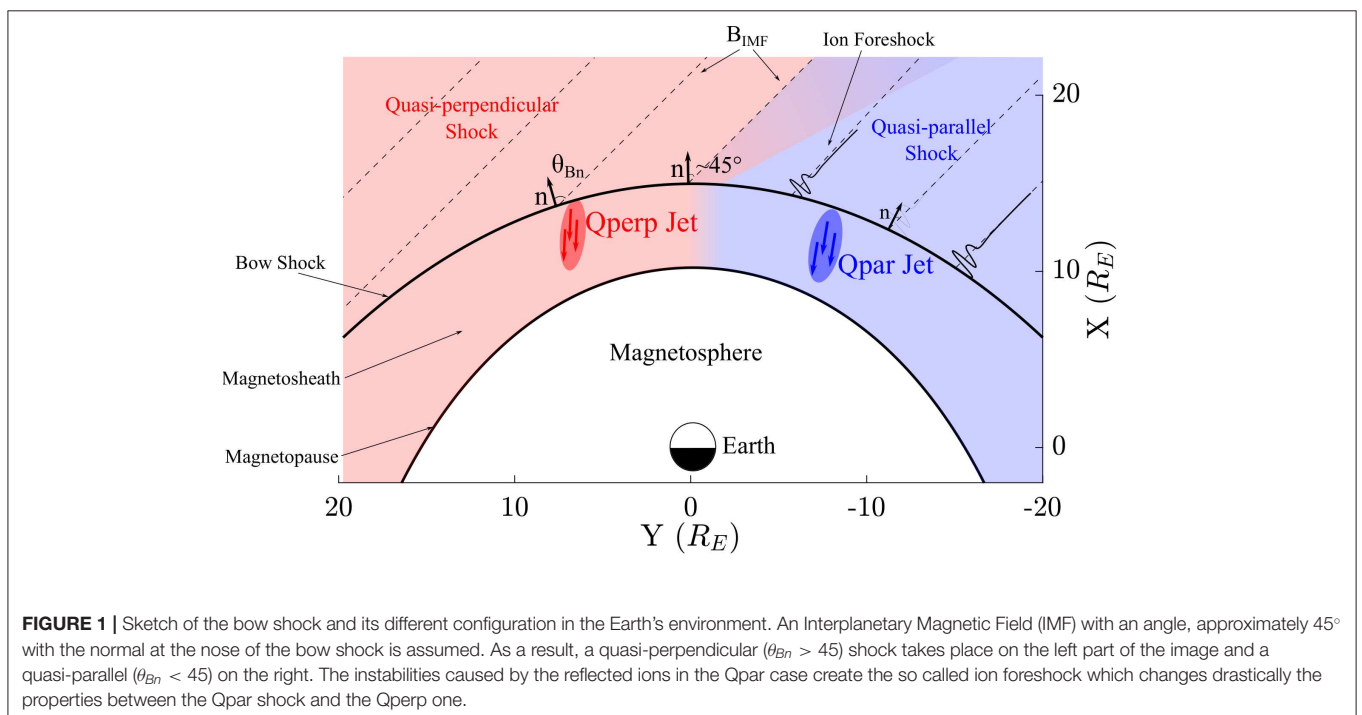 B_IMF
Ion Foreshock
Quasi-perpendicular
Shock
Quasi-parallel
Shock
20
θ_Bn
n
n
~45°
n
Qperp Jet
Qpar Jet
Bow Shock
10
X (R_E)
Magnetosphere
Magnetosheath
Earth
0
Magnetopause
20
10
0
-10
-20
Y (R_E)
FIGURE 1 | Sketch of the bow shock and its different configuration in the Earth's environment. An Interplanetary Magnetic Field (IMF) with an angle, approximately 45°
with the normal at the nose of the bow shock is assumed. As a result, a quasi-perpendicular (θ_Bn > 45) shock takes place on the left part of the image and a
quasi-parallel (θ_Bn < 45) on the right. The instabilities caused by the reflected ions in the Qpar case create the so called ion foreshock which changes drastically the
properties between the Qpar shock and the Qperp one.